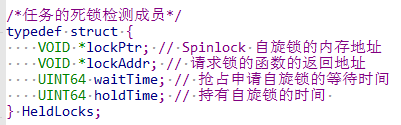 /*任务的死锁检测成员*/
typedef struct {
    VOID *lockPtr; // Spinlock 自旋锁的内存地址
    VOID *lockAddr; // 请求锁的函数的返回地址
    UINT64 waitTime; // 抢占申请自旋锁的等待时间
    UINT64 holdTime; // 持有自旋锁的时间
} HeldLocks;